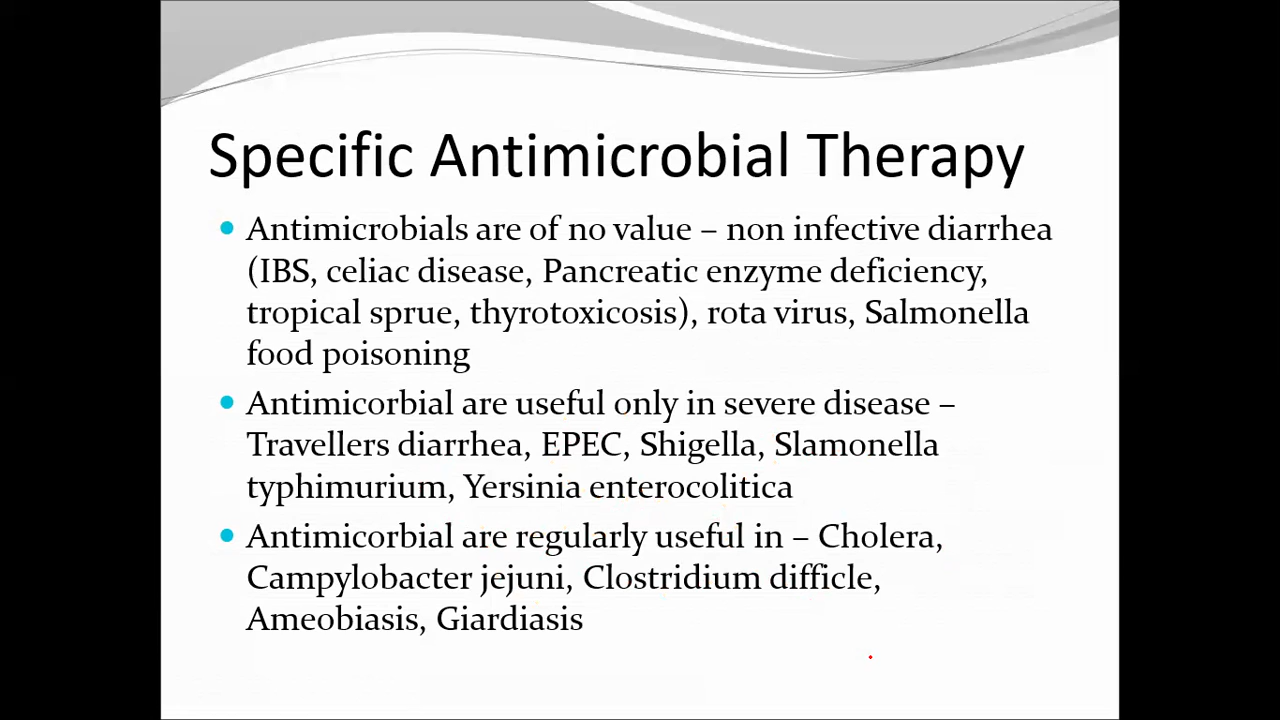 Specific Antimicrobial Therapy
Antimicrobials are of no value – non infective diarrhea
(IBS, celiac disease, Pancreatic enzyme deficiency,
tropical sprue, thyrotoxicosis), rota virus, Salmonella
food poisoning
Antimicorbial are useful only in severe disease –
Travellers diarrhea, EPEC, Shigella, Slamonella
typhimurium, Yersinia enterocolitica
Antimicorbial are regularly useful in – Cholera,
Campylobacter jejuni, Clostridium difficle,
Ameobiasis, Giardiasis